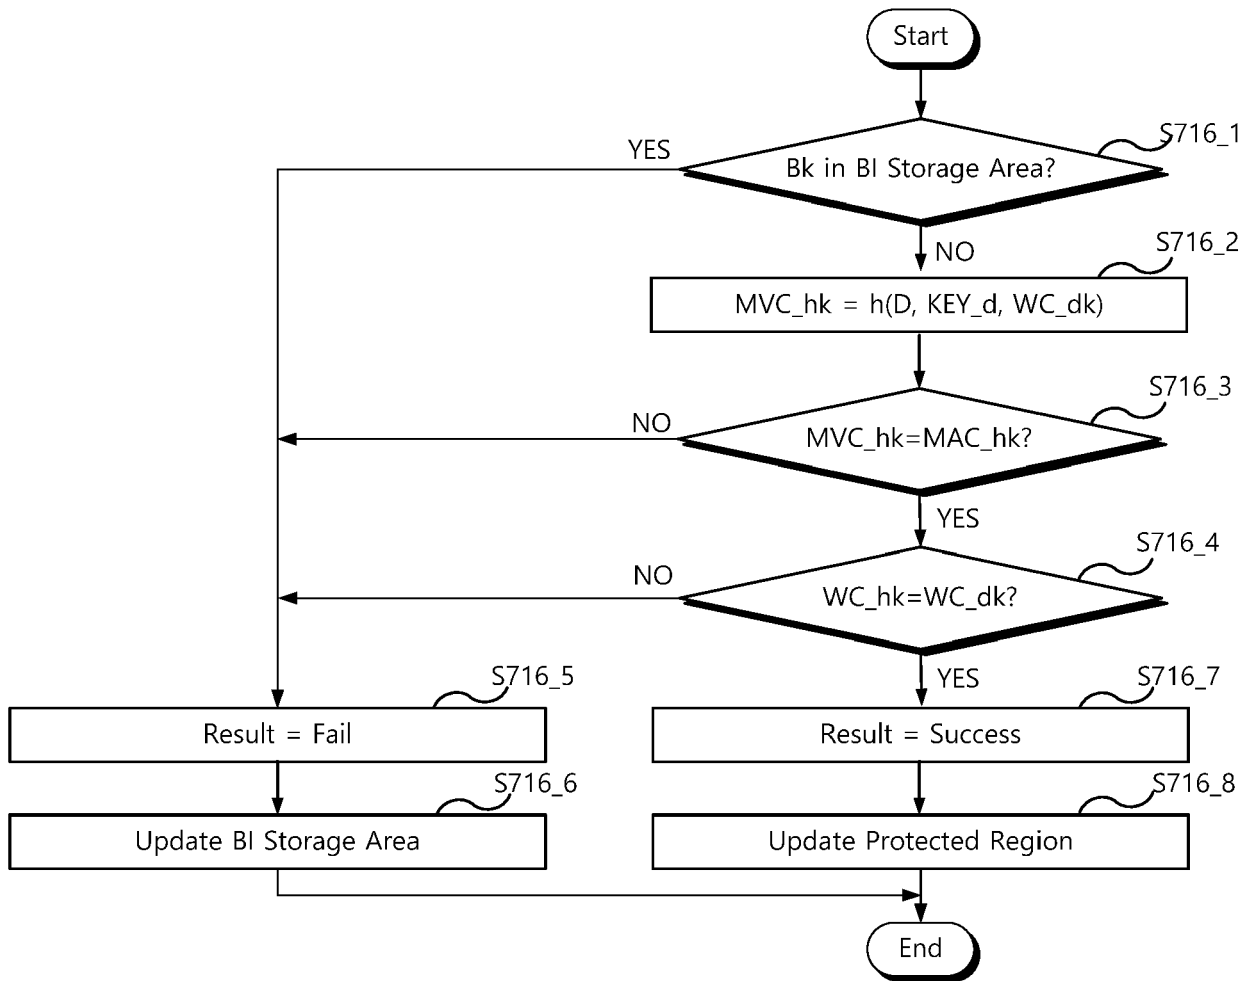 Start
S716_1
YES
Bk in BI Storage Area?
NO
S716_2
MVC_hk = h(D, KEY_d, WC_dk)
S716_3
NO
MVC_hk=MAC_hk?
YES
S716_4
NO
WC_hk=WC_dk?
YES
S716_5
S716_7
Result = Fail
Result = Success
S716_6
S716_8
Update BI Storage Area
Update Protected Region
End